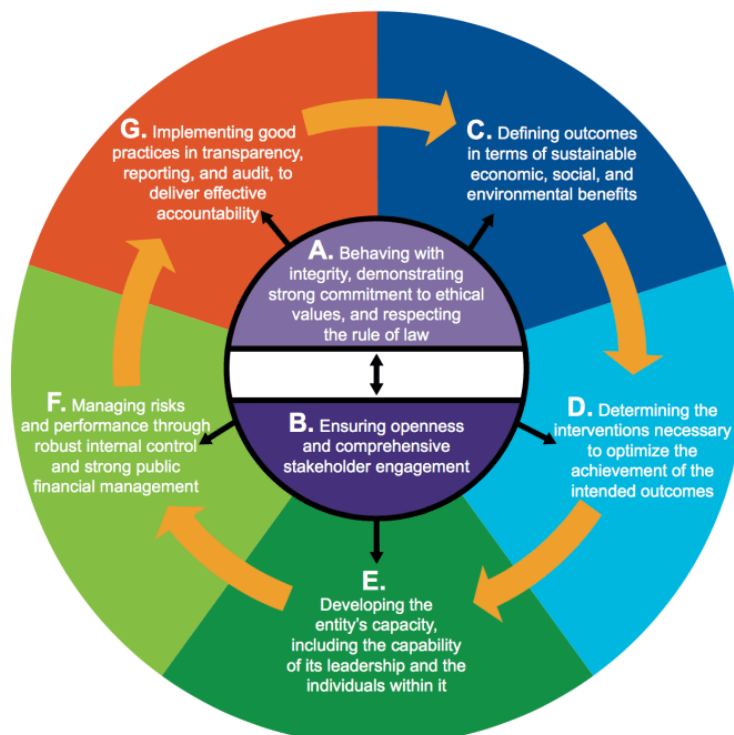 G. Implementing good
practices in transparency,
reporting, and audit, to
deliver effective
accountability
C. Defining outcomes
in terms of sustainable
economic, social, and
environmental benefits
A. Behaving with
integrity, demonstrating
strong commitment to ethical
values, and respecting
the rule of law
F. Managing risks
and performance through
robust internal control
and strong public
financial management
B. Ensuring openness
and comprehensive
stakeholder engagement
D. Determining the
interventions necessary
to optimize the
achievement of the
intended outcomes
E.
Developing the
entity's capacity,
including the capability
of its leadership and the
individuals within it